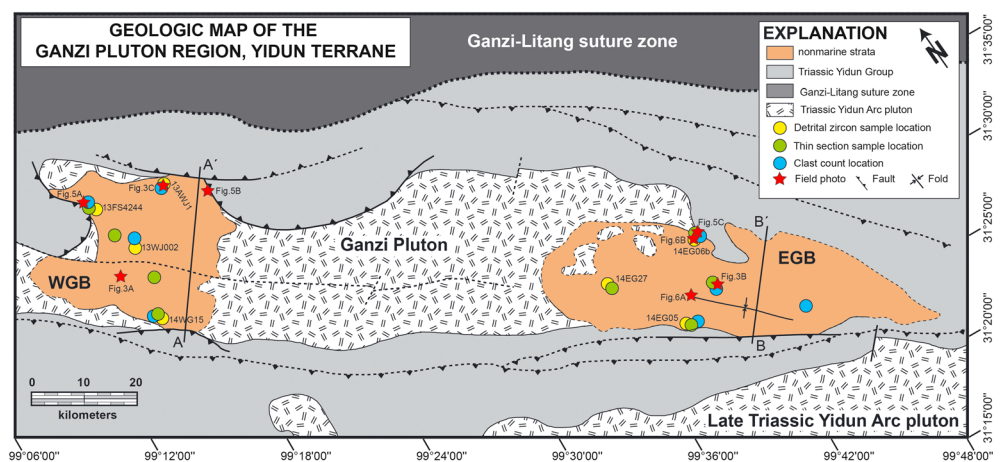 GEOLOGIC MAP OF THE
GANZI PLUTON REGION, YIDUN TERRANE
Ganzi-Litang suture zone
EXPLANATION
nonmarine strata
Triassic Yidun Group
Ganzi-Litang suture zone
Triassic Yidun Arc pluton
Detrital zircon sample location
Thin section sample location
Clast count location
Field photo
Fault
Fold
N
31°35'00"
31°30'00"
31°25'00"
31°20'00"
31°15'00"
A´
Fig.5A
Fig.3C
13AWJ1
Fig.5B
13FS4244
13WJ002
WGB
Fig.3A
14WG15
A
Ganzi Pluton
Fig.5C
Fig.6B
14EG06b
B´
EGB
14EG27
Fig.3B
Fig.6A
14EG05
B
0 10 20
kilometers
Late Triassic Yidun Arc pluton
99°06'00" 99°12'00" 99°18'00" 99°24'00" 99°30'00" 99°36'00" 99°42'00" 99°48'00"